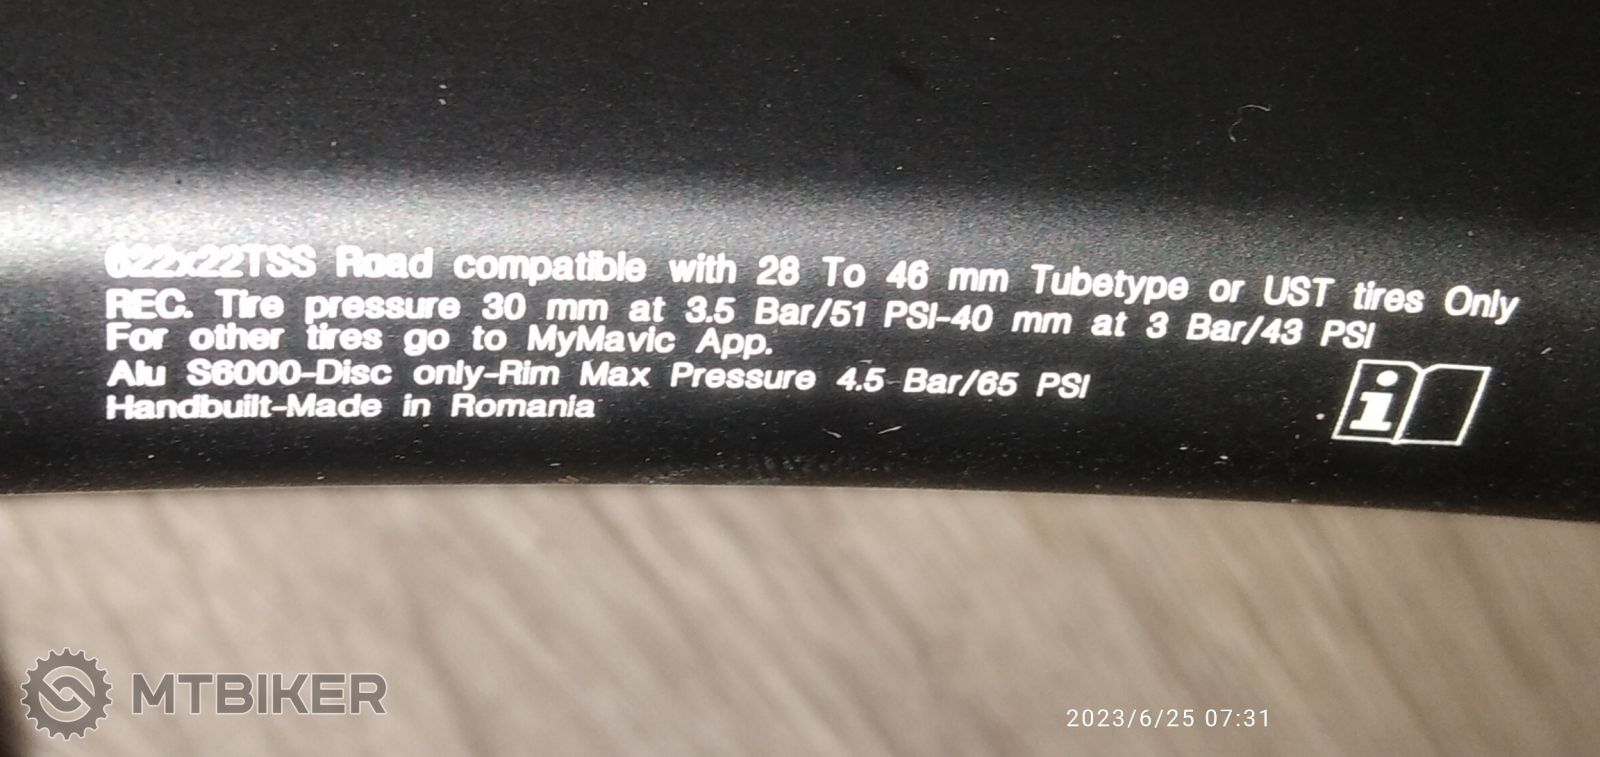 622x22TSS Road compatible with 28 To 46 mm Tubetype or UST tires Only
REC. Tire pressure 30 mm at 3.5 Bar/51 PSI-40 mm at 3 Bar/43 PSI
For other tires go to MyMavic App.
Alu S6000-Disc only-Rim Max Pressure 4.5 Bar/65 PSI
Handbuilt-Made in Romania
i
MTBIKER
2023/6/25 07:31